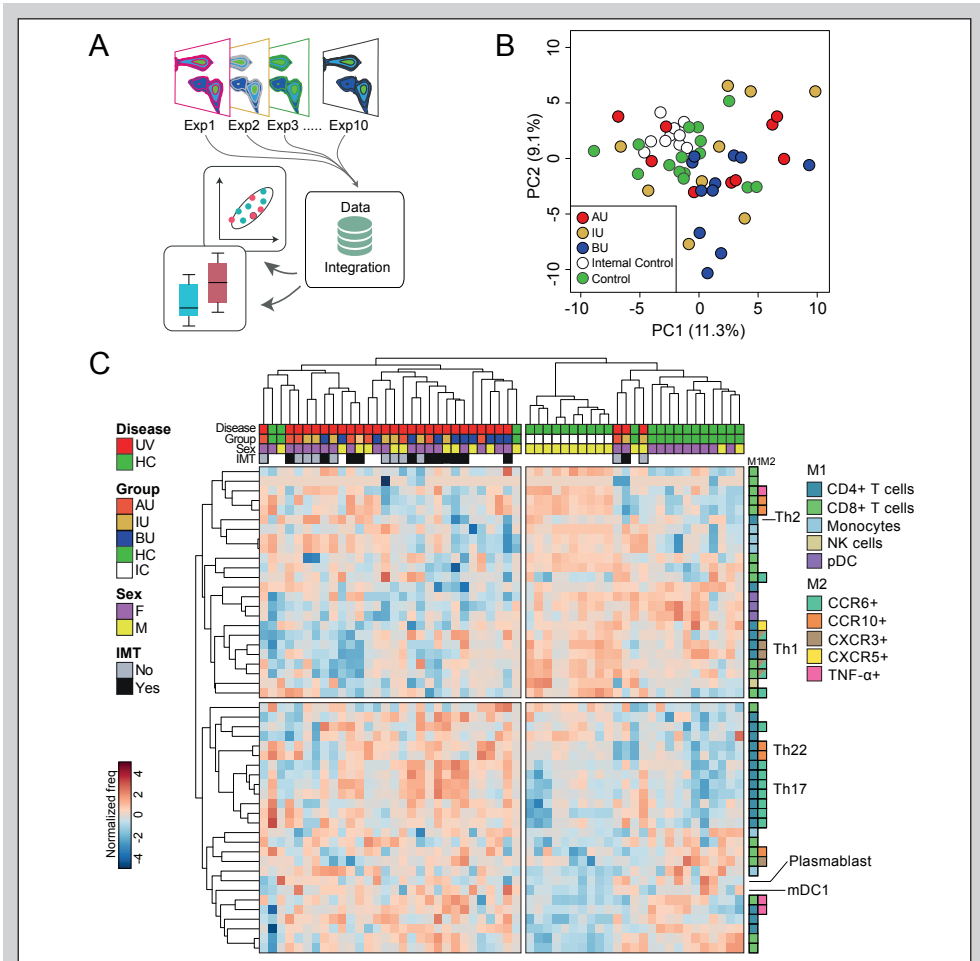 A
Exp1 Exp2 Exp3 ..... Exp10
Data
Integration
B
PC2 (9.1%)
10
5
0
-5
-10
AU
IU
BU
Internal Control
Control
-10 -5 0 5 10
PC1 (11.3%)
C
Disease
UV
HC
Group
AU
IU
BU
HC
IC
Sex
F
M
IMT
No
Yes
Normalized freq
4
2
0
-2
-4
Disease
Group
Sex
IMT
M1M2
Th2
Th1
Th22
Th17
Plasmablast
mDC1
M1
CD4+ T cells
CD8+ T cells
Monocytes
NK cells
pDC
M2
CCR6+
CCR10+
CXCR3+
CXCR5+
TNF-α+